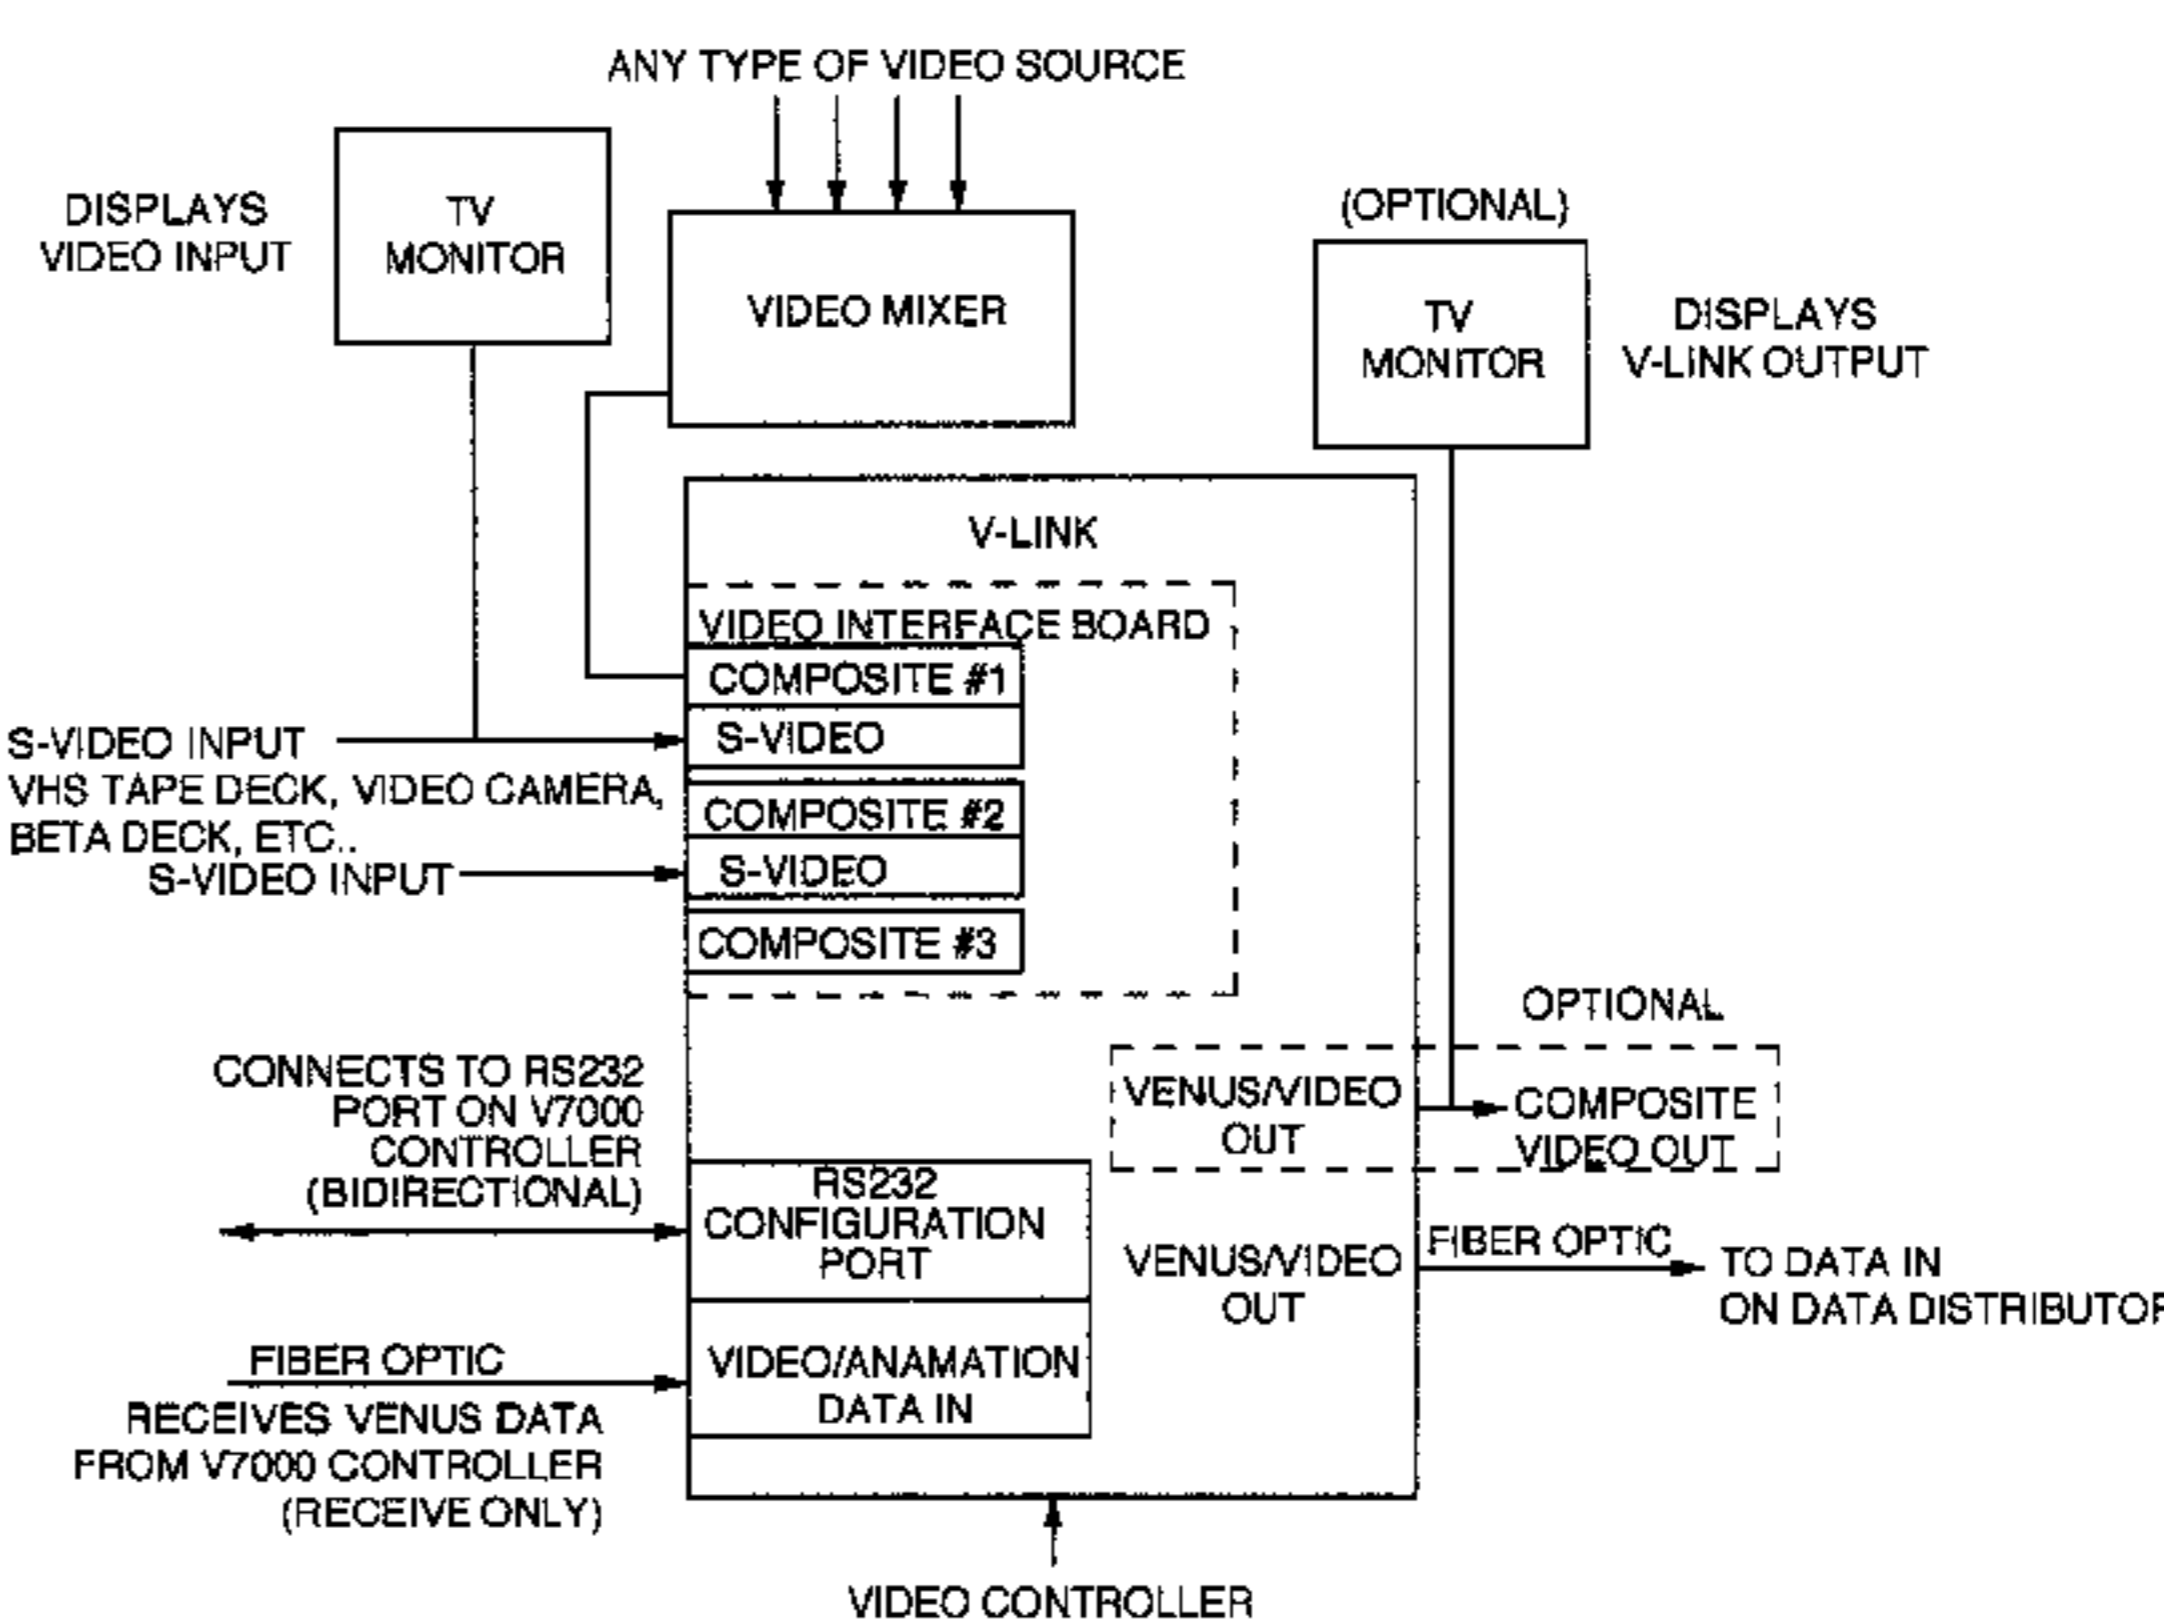 ANY TYPE OF VIDEO SOURCE
DISPLAYS
VIDEO INPUT
TV
MONITOR
VIDEO MIXER
(OPTIONAL)
TV
MONITOR
DISPLAYS
V-LINK OUTPUT
V-LINK
VIDEO INTERFACE BOARD
COMPOSITE #1
S-VIDEO
S-VIDEO INPUT
VHS TAPE DECK, VIDEO CAMERA,
BETA DECK, ETC..
COMPOSITE #2
S-VIDEO
S-VIDEO INPUT
COMPOSITE #3
OPTIONAL
VENUS/VIDEO
OUT
COMPOSITE
VIDEO OUT
CONNECTS TO RS232
PORT ON V7000
CONTROLLER
(BIDIRECTIONAL)
RS232
CONFIGURATION
PORT
VENUS/VIDEO
OUT
FIBER OPTIC
TO DATA IN
ON DATA DISTRIBUTOR
FIBER OPTIC
RECEIVES VENUS DATA
FROM V7000 CONTROLLER
(RECEIVE ONLY)
VIDEO/ANAMATION
DATA IN
VIDEO CONTROLLER